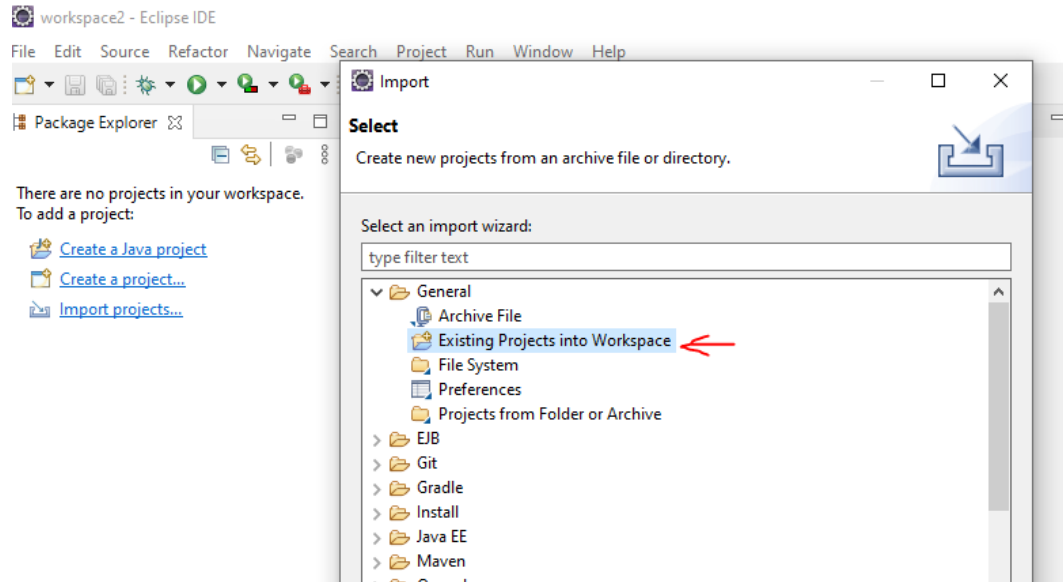 workspace2 - Eclipse IDE
File Edit Source Refactor Navigate Search Project Run Window Help
Import
Package Explorer
Select
Create new projects from an archive file or directory.
There are no projects in your workspace.
To add a project:
Create a Java project
Create a project...
Import projects...
Select an import wizard:
type filter text
General
Archive File
Existing Projects into Workspace
File System
Preferences
Projects from Folder or Archive
EJB
Git
Gradle
Install
Java EE
Maven